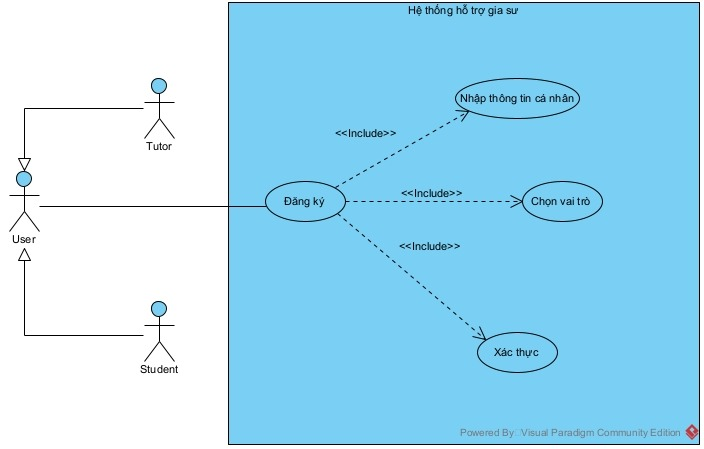 Hệ thống hỗ trợ gia sư
Nhập thông tin cá nhân
<<Include>>
Tutor
<<Include>>
Đăng ký
Chọn vai trò
User
<<Include>>
Xác thực
Student
Powered By Visual Paradigm Community Edition